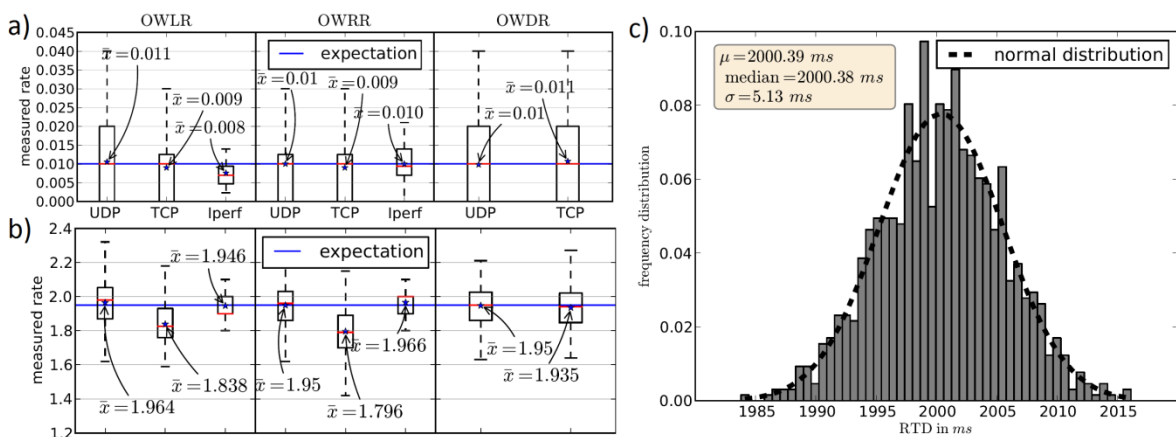 a)
OWLR
OWRR
OWDR
measured rate
0.045
0.040
0.035
0.030
0.025
0.020
0.015
0.010
0.005
0.000
x̄=0.011
x̄=0.009
x̄=0.008
x̄=0.01
x̄=0.009
x̄=0.010
x̄=0.01
x̄=0.011
expectation
UDP
TCP
Iperf
UDP
TCP
Iperf
UDP
TCP
b)
measured rate
2.4
2.2
2.0
1.8
1.6
1.4
1.2
x̄=1.964
x̄=1.838
x̄=1.946
expectation
x̄=1.95
x̄=1.796
x̄=1.966
x̄=1.95
x̄=1.935
c)
frequency distribution
0.10
0.08
0.06
0.04
0.02
0.00
μ=2000.39 ms
median=2000.38 ms
σ=5.13 ms
normal distribution
1985
1990
1995
2000
2005
2010
2015
RTD in ms